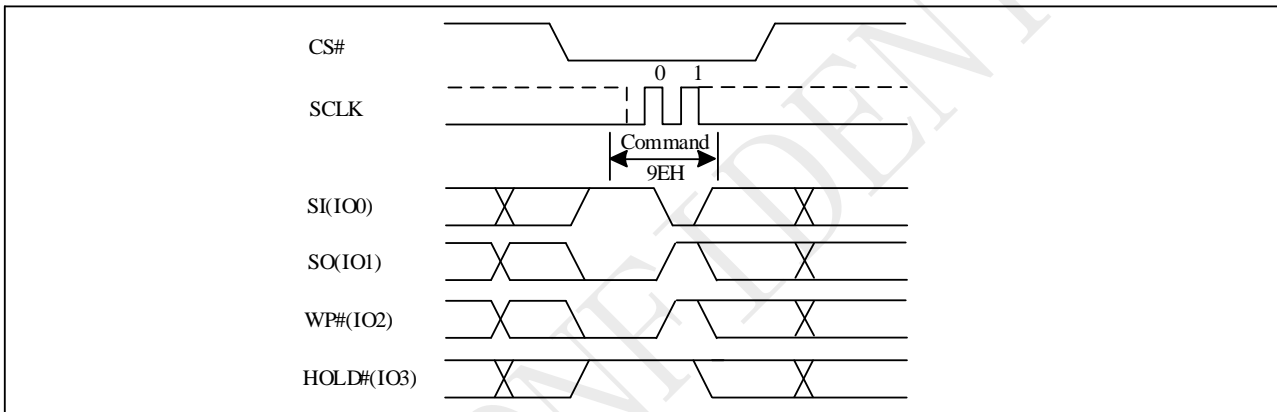 CS#
0 1
SCLK
Command
9EH
SI(IO0)
SO(IO1)
WP#(IO2)
HOLD#(IO3)